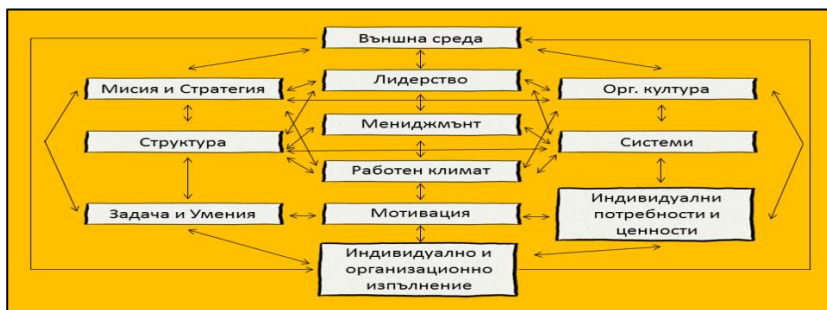 Външна среда
Мисия и Стратегия
Лидерство
Орг. култура
Мениджмънт
Структура
Системи
Работен климат
Задача и Умения
Мотивация
Индивидуални
потребности и
ценности
Индивидуално и
организационно
изпълнение